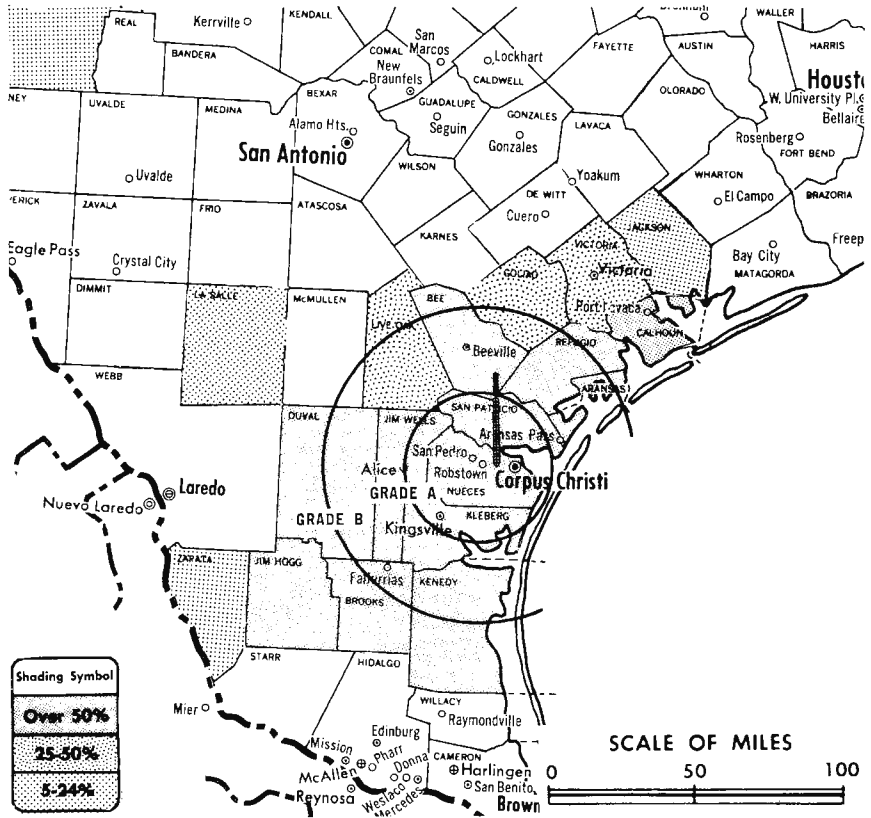 REAL
Kerrville
KENDALL
San
Marcos
COMAL
New
Braunfels
Lockhart
CALDWELL
FAYETTE
AUSTIN
WALLER
HARRIS
BANDERA
Houst
W. University Pl.
Bellaire
NEY
UVALDE
MEDINA
BEXAR
Alamo Hts.
San Antonio
GUADALUPE
Seguin
GONZALES
Gonzales
LAVACA
OLORADO
Rosenberg
FORT BEND
Uvalde
WILSON
Yoakum
WHARTON
El Campo
BRAZORIA
VERICK
ZAVALA
FRIO
ATASCOSA
KARNES
DE WITT
Cuero
JACKSON
Eagle Pass
Crystal City
VICTORIA
Victoria
Bay City
MATAGORDA
Freep
DIMMIT
LA SALLE
McMULLEN
LIVE OAK
BEE
GOLIAD
Port Lavaca
CALHOUN
Beeville
REFUGIO
WEBB
ARANSAS
DUVAL
JIM WELLS
SAN PATRICIO
Aransas Pass
San Pedro
Robstown
Corpus Christi
Alice
GRADE A
NUECES
Laredo
Nuevo Laredo
GRADE B
KLEBERG
Kingsville
ZAPATA
JIM HOGG
Falfurrias
BROOKS
KENEDY
STARR
HIDALGO
WILLACY
Raymondville
Mier
Edinburg
Mission
Pharr
McAllen
Donna
Reynosa
Weslaco
Mercedes
CAMERON
Harlingen
San Benito
Brown
Shading Symbol
Over 50%
25-50%
5-24%
SCALE OF MILES
0
50
100